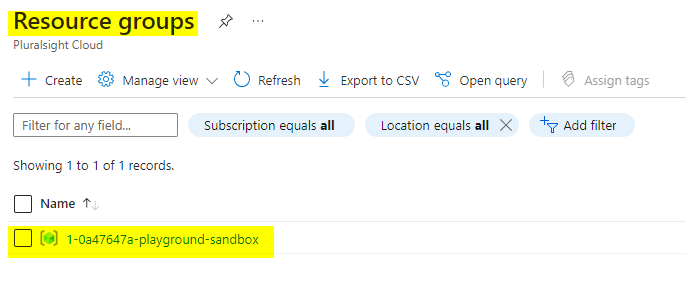 Resource groups
Pluralsight Cloud
Create Manage view Refresh Export to CSV Open query Assign tags
Filter for any field... Subscription equals all Location equals all Add filter
Showing 1 to 1 of 1 records.
Name
1-0a47647a-playground-sandbox